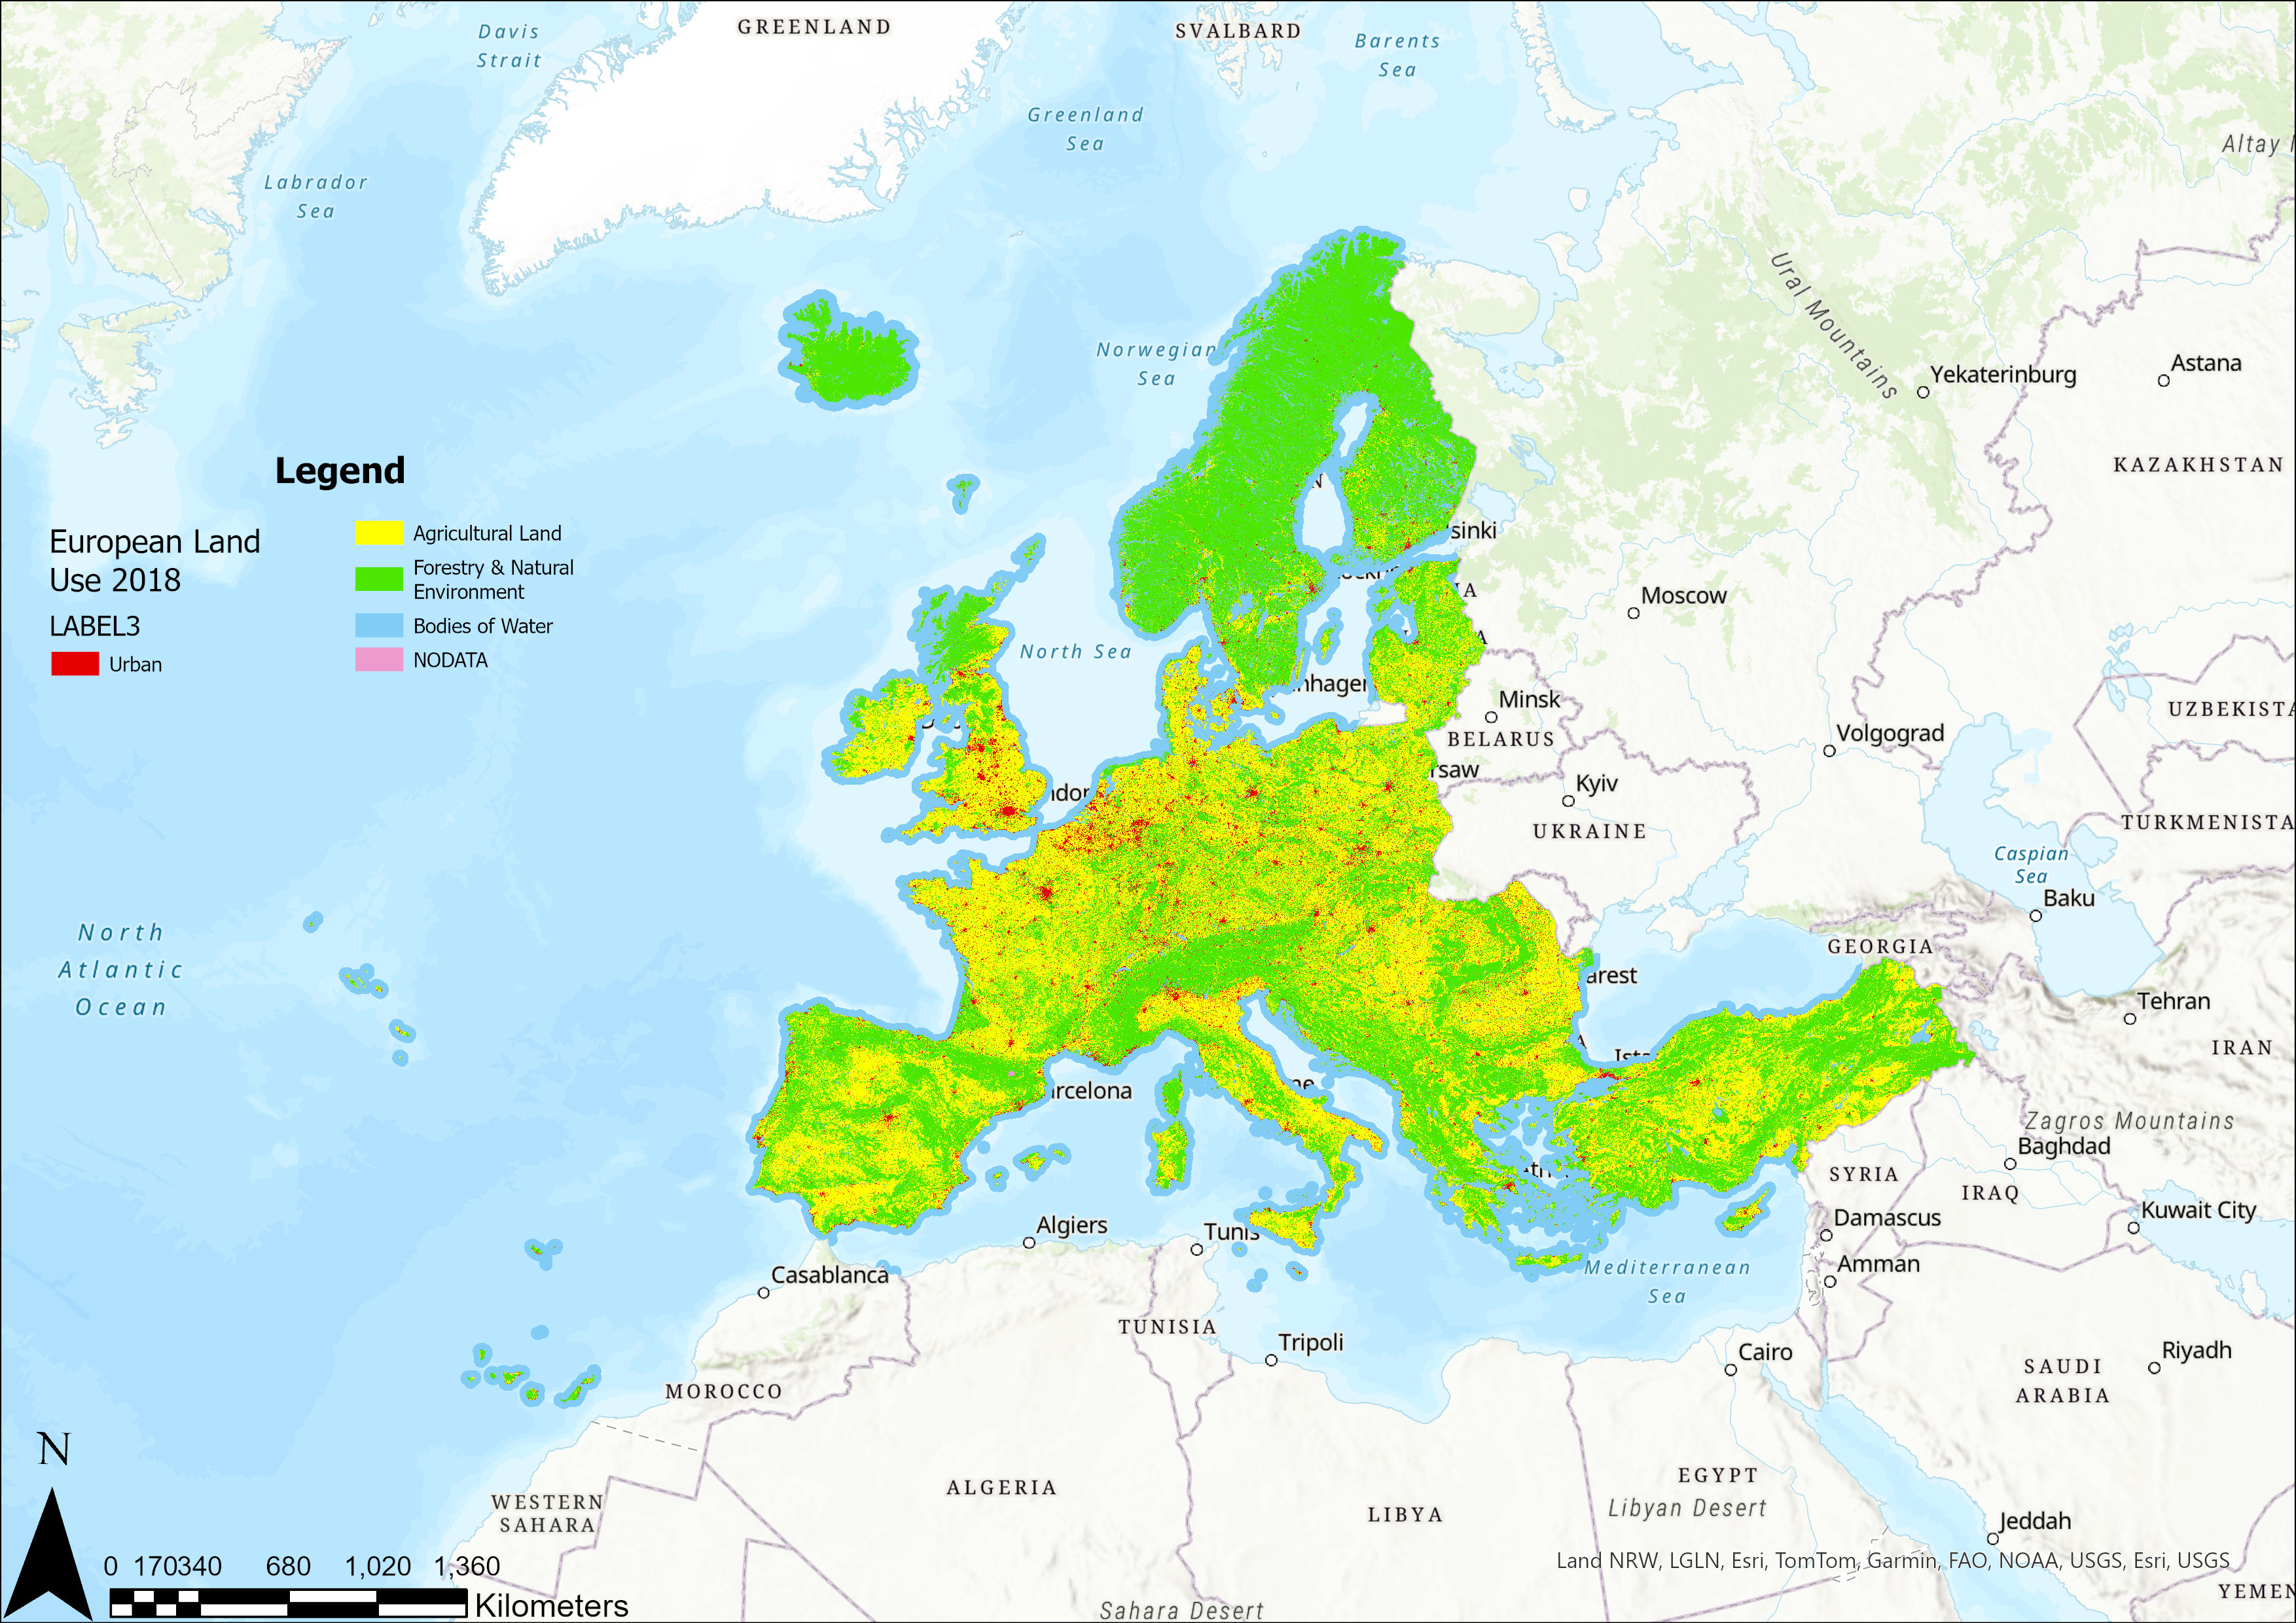 GREENLAND
SVALBARD
Davis
Strait
Barents
Sea
Greenland
Sea
Altay
Labrador
Sea
Ural Mountains
Norwegian
Sea
Yekaterinburg
Astana
KAZAKHSTAN
Legend
European Land
Use 2018
LABEL3
Urban
Agricultural Land
Forestry & Natural
Environment
Bodies of Water
NODATA
N
sinki
Moscow
North Sea
nhagen
Minsk
BELARUS
rsaw
Volgograd
UZBEKISTA
Kyiv
UKRAINE
ndon
TURKMENISTA
Caspian
Sea
Baku
North
Atlantic
Ocean
GEORGIA
arest
Tehran
IRAN
Ista
rcelona
Zagros Mountains
Baghdad
SYRIA
IRAQ
Damascus
Kuwait City
Algiers
Tunis
Mediterranean
Sea
Amman
Casablanca
TUNISIA
Tripoli
Cairo
Riyadh
SAUDI
ARABIA
MOROCCO
N
EGYPT
Libyan Desert
ALGERIA
LIBYA
WESTERN
SAHARA
Jeddah
Land NRW, LGLN, Esri, TomTom, Garmin, FAO, NOAA, USGS, Esri, USGS
0 170 340 680 1,020 1,360
Kilometers
YEMEN
Sahara Desert